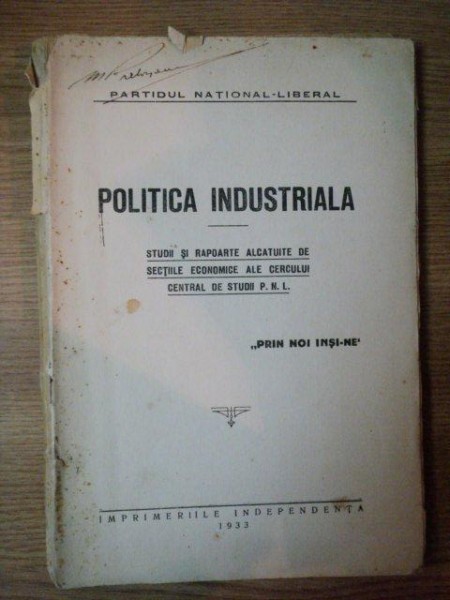 PARTIDUL NAȚIONAL-LIBERAL
POLITICA INDUSTRIALA
STUDII ȘI RAPOARTE ALCATUITE DE
SECȚIILE ECONOMICE ALE CERCULUI
CENTRAL DE STUDII P. N. L.
„PRIN NOI INȘI-NE"
IMPRIMERIILE INDEPENDENȚA
1933